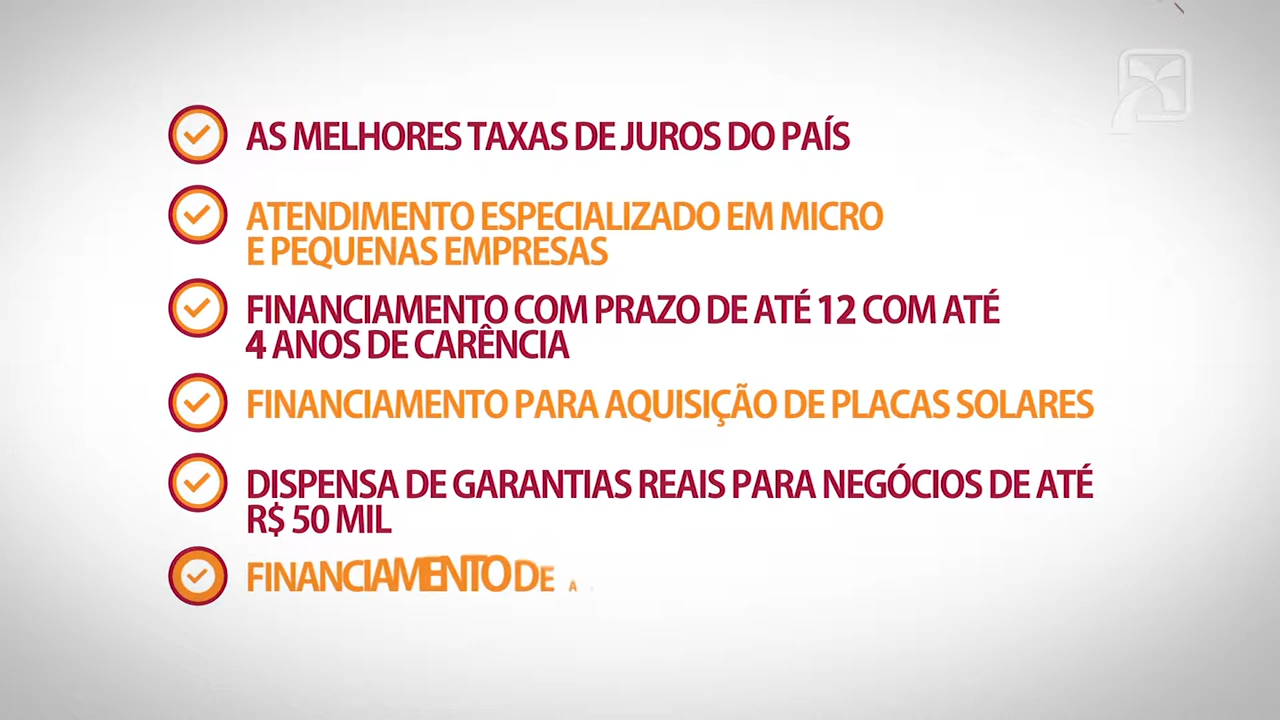 AS MELHORES TAXAS DE JUROS DO PAÍS
ATENDIMENTO ESPECIALIZADO EM MICRO
E PEQUENAS EMPRESAS
FINANCIAMENTO COM PRAZO DE ATÉ 12 COM ATÉ
4 ANOS DE CARÊNCIA
FINANCIAMENTO PARA AQUISIÇÃO DE PLACAS SOLARES
DISPENSA DE GARANTIAS REAIS PARA NEGÓCIOS DE ATÉ
R$ 50 MIL
FINANCIAMENTO DE A